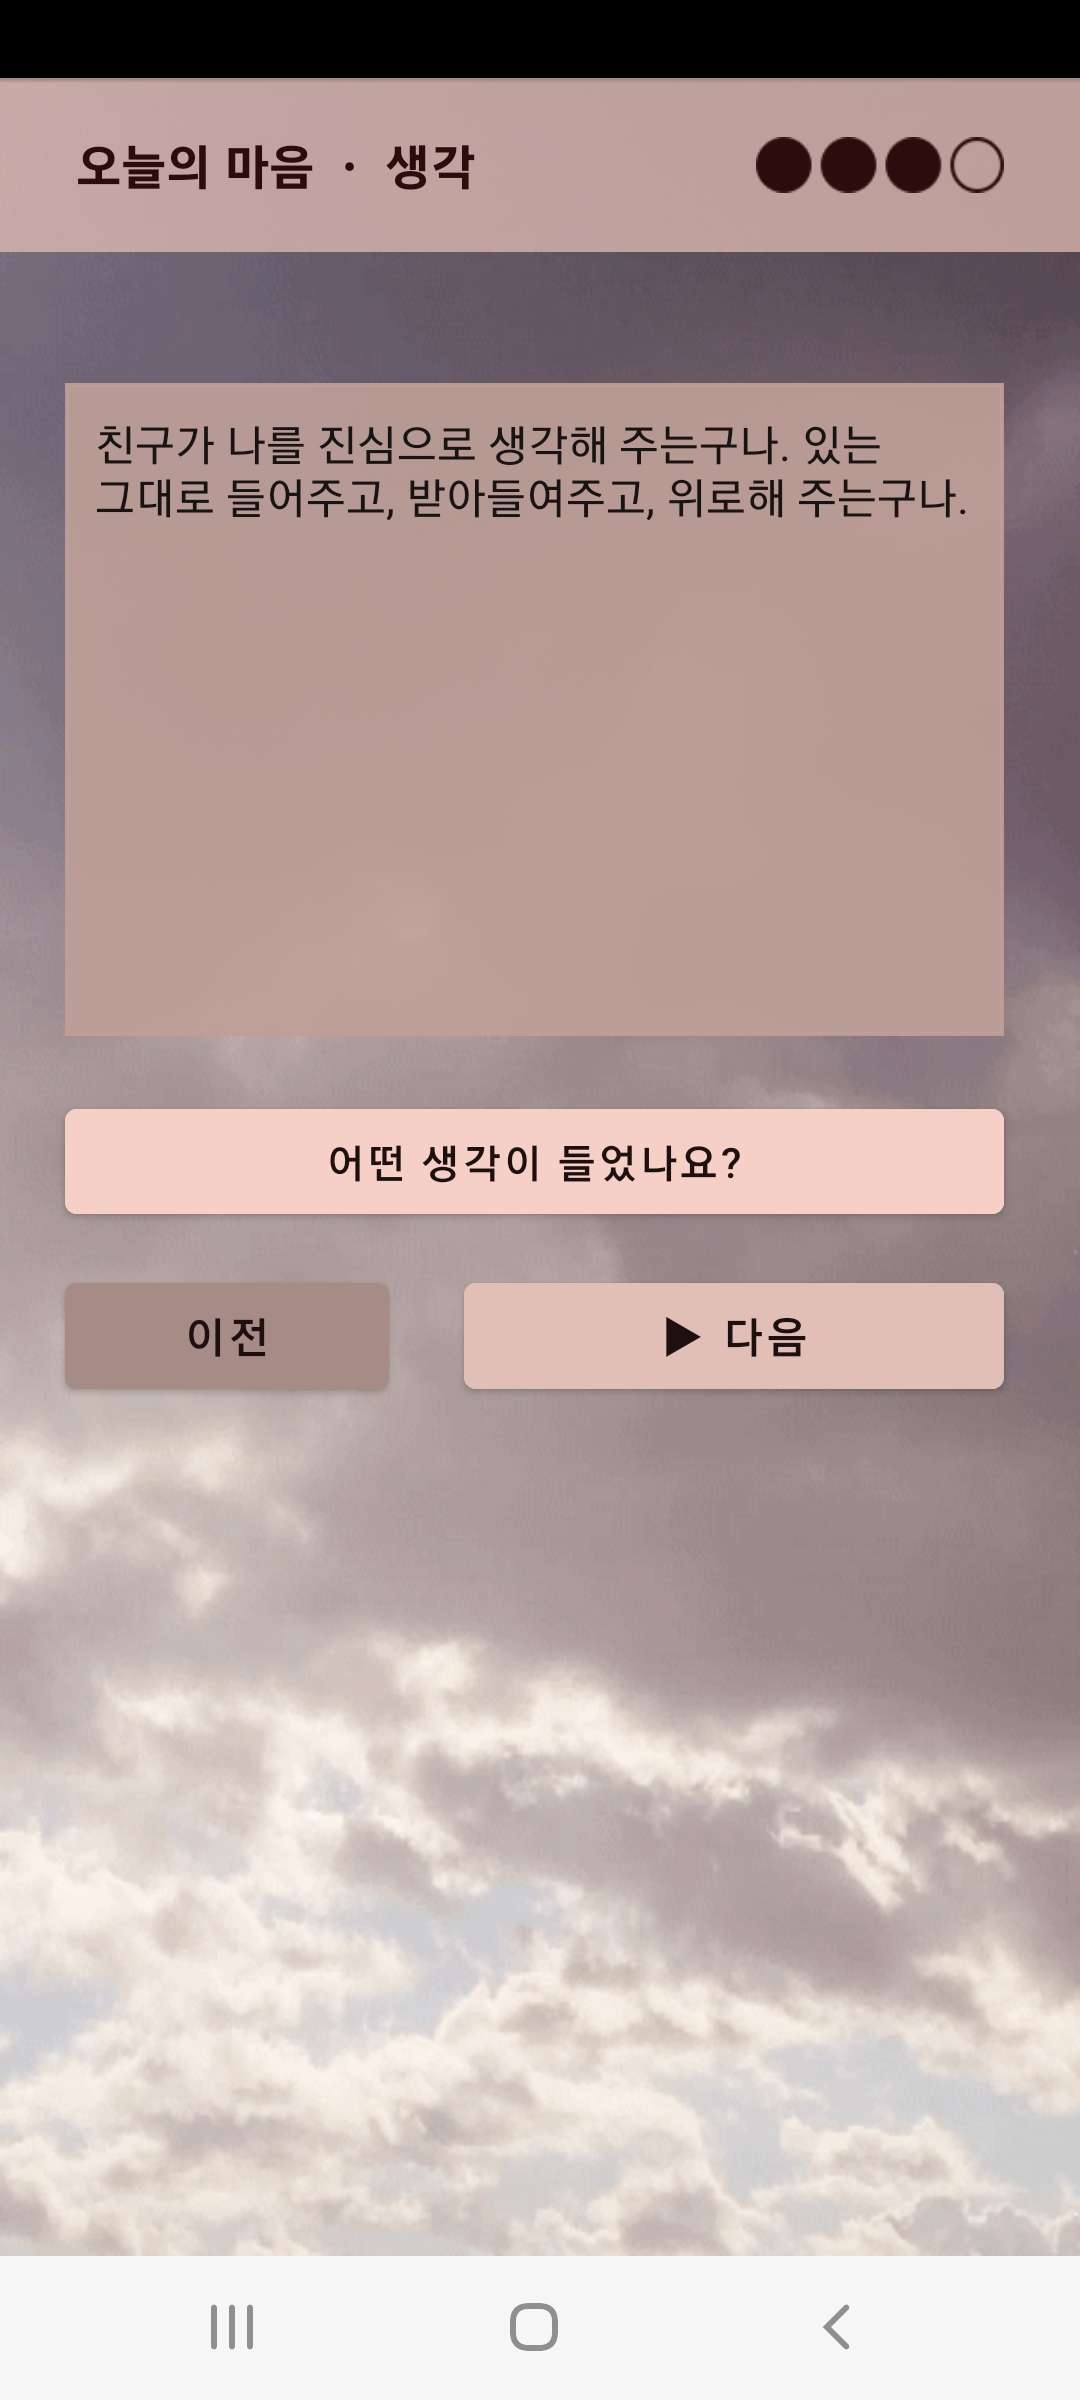 오늘의 마음 · 생각
친구가 나를 진심으로 생각해 주는구나. 있는
그대로 들어주고, 받아들여주고, 위로해 주는구나.
어떤 생각이 들었나요?
이전
▶ 다음